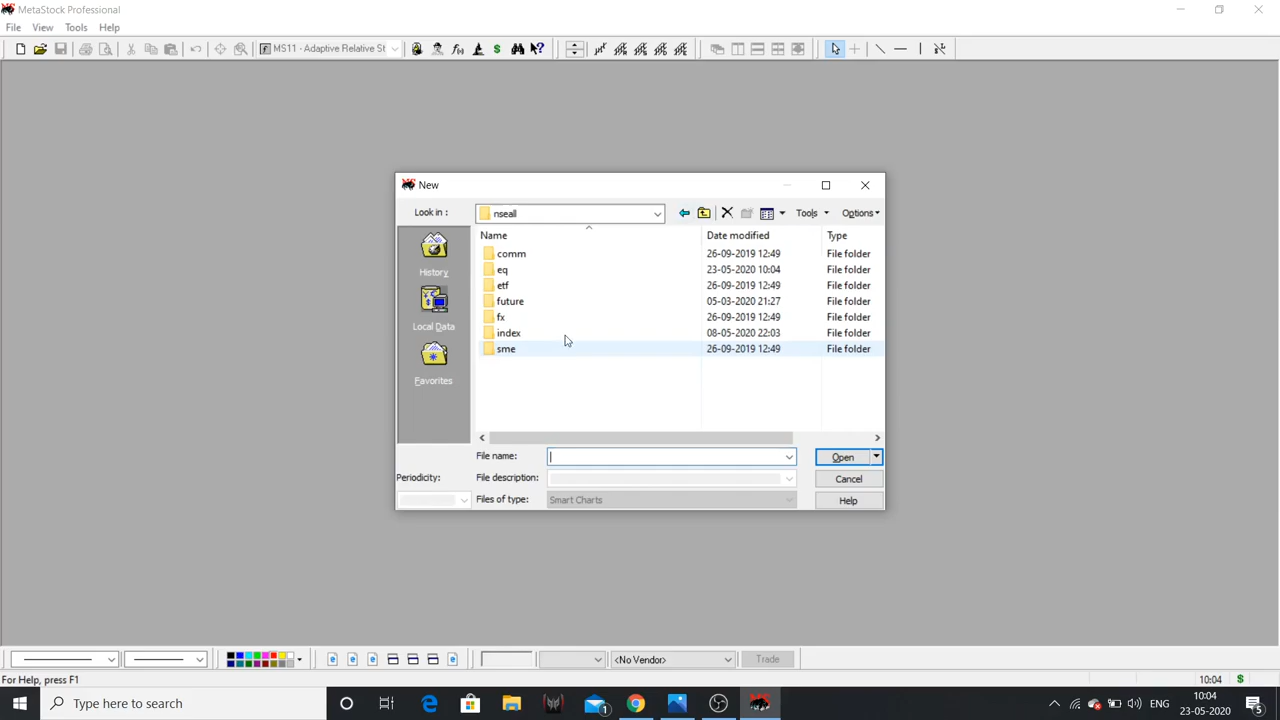 MetaStock Professional
File View Tools Help
MS11 - Adaptive Relative St
New
Look in : nseall Tools Options
Name Date modified Type
comm 26-09-2019 12:49 File folder
eq 23-05-2020 10:04 File folder
etf 26-09-2019 12:49 File folder
future 05-03-2020 21:27 File folder
fx 26-09-2019 12:49 File folder
index 08-05-2020 22:03 File folder
sme 26-09-2019 12:49 File folder
History
Local Data
Favorites
File name: Open
Periodicity: File description: Cancel
Files of type: Smart Charts Help
<No Vendor> Trade
For Help, press F1 10:04
Type here to search 1 ENG 10:04
23-05-2020 5